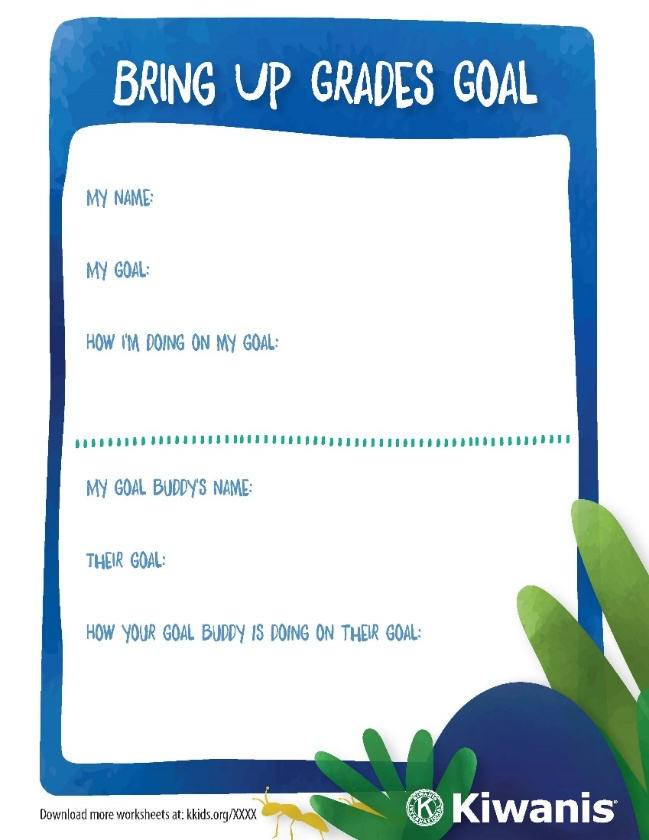 BRING UP GRADES GOAL
MY NAME:
MY GOAL:
HOW I'M DOING ON MY GOAL:
MY GOAL BUDDY'S NAME:
THEIR GOAL:
HOW YOUR GOAL BUDDY IS DOING ON THEIR GOAL:
Download more worksheets at: kkids.org/XXXX
K
Kiwanis